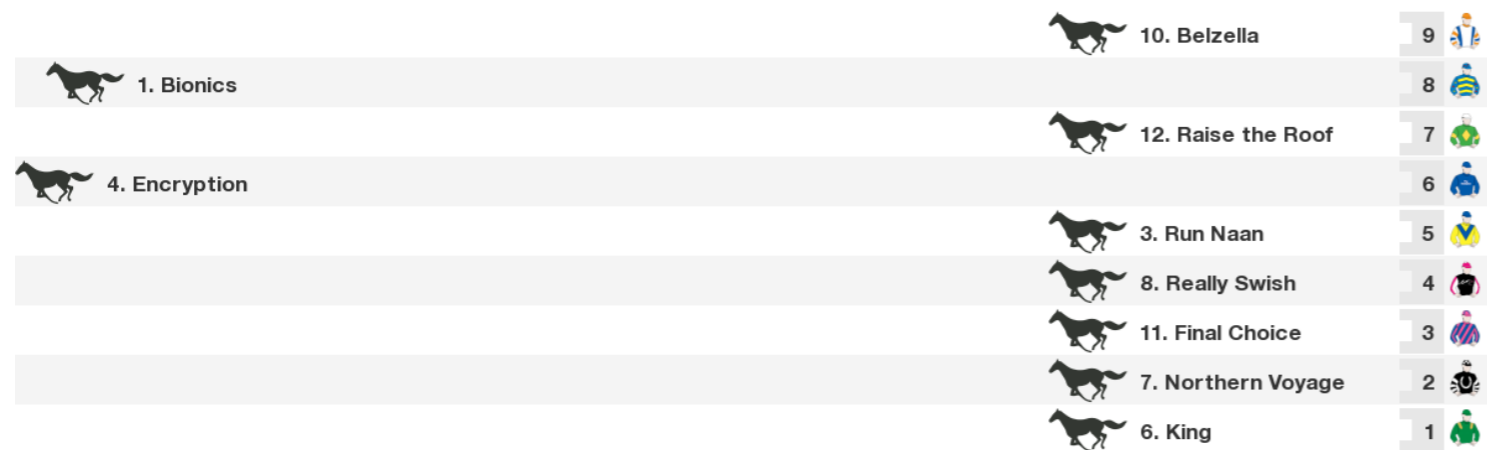 10. Belzella 9
1. Bionics 8
12. Raise the Roof 7
4. Encryption 6
3. Run Naan 5
8. Really Swish 4
11. Final Choice 3
7. Northern Voyage 2
6. King 1